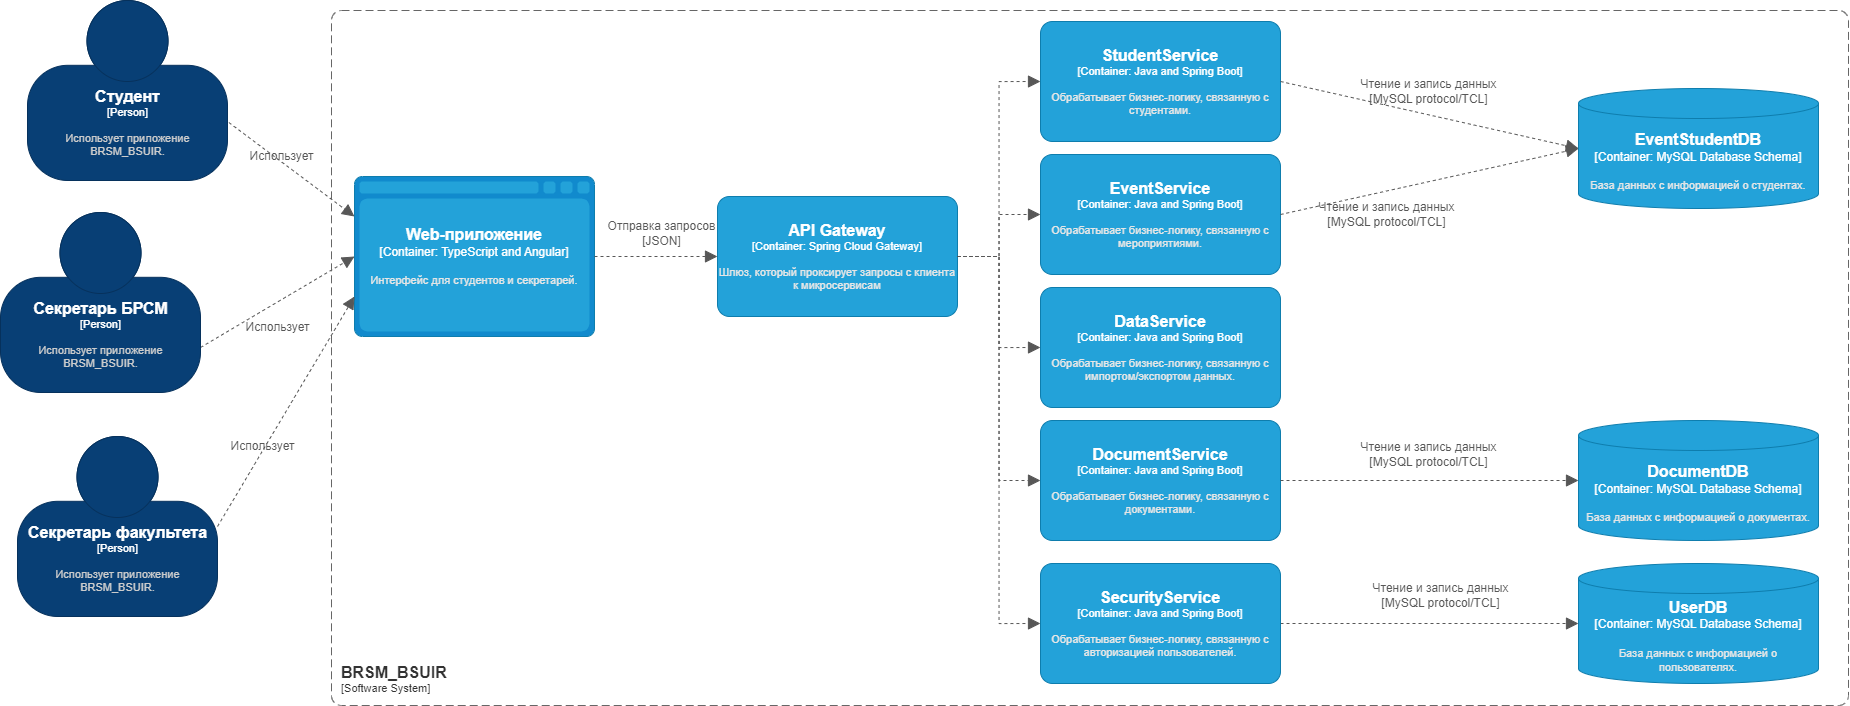 Студент
[Person]
Использует приложение
BRSM_BSUIR.
Использует
Секретарь БРСМ
[Person]
Использует приложение
BRSM_BSUIR.
Использует
Секретарь факультета
[Person]
Использует приложение
BRSM_BSUIR.
Использует
Web-приложение
[Container: TypeScript and Angular]
Интерфейс для студентов и секретарей.
Отправка запросов
[JSON]
API Gateway
[Container: Spring Cloud Gateway]
Шлюз, который проксирует запросы с клиента
к микросервисам
StudentService
[Container: Java and Spring Boot]
Обрабатывает бизнес-логику, связанную с
студентами.
EventService
[Container: Java and Spring Boot]
Обрабатывает бизнес-логику, связанную с
мероприятиями.
DataService
[Container: Java and Spring Boot]
Обрабатывает бизнес-логику, связанную с
импортом/экспортом данных.
DocumentService
[Container: Java and Spring Boot]
Обрабатывает бизнес-логику, связанную с
документами.
SecurityService
[Container: Java and Spring Boot]
Обрабатывает бизнес-логику, связанную с
авторизацией пользователей.
Чтение и запись данных
[MySQL protocol/TCL]
Чтение и запись данных
[MySQL protocol/TCL]
Чтение и запись данных
[MySQL protocol/TCL]
Чтение и запись данных
[MySQL protocol/TCL]
EventStudentDB
[Container: MySQL Database Schema]
База данных с информацией о студентах.
DocumentDB
[Container: MySQL Database Schema]
База данных с информацией о документах.
UserDB
[Container: MySQL Database Schema]
База данных с информацией о
пользователях.
BRSM_BSUIR
[Software System]